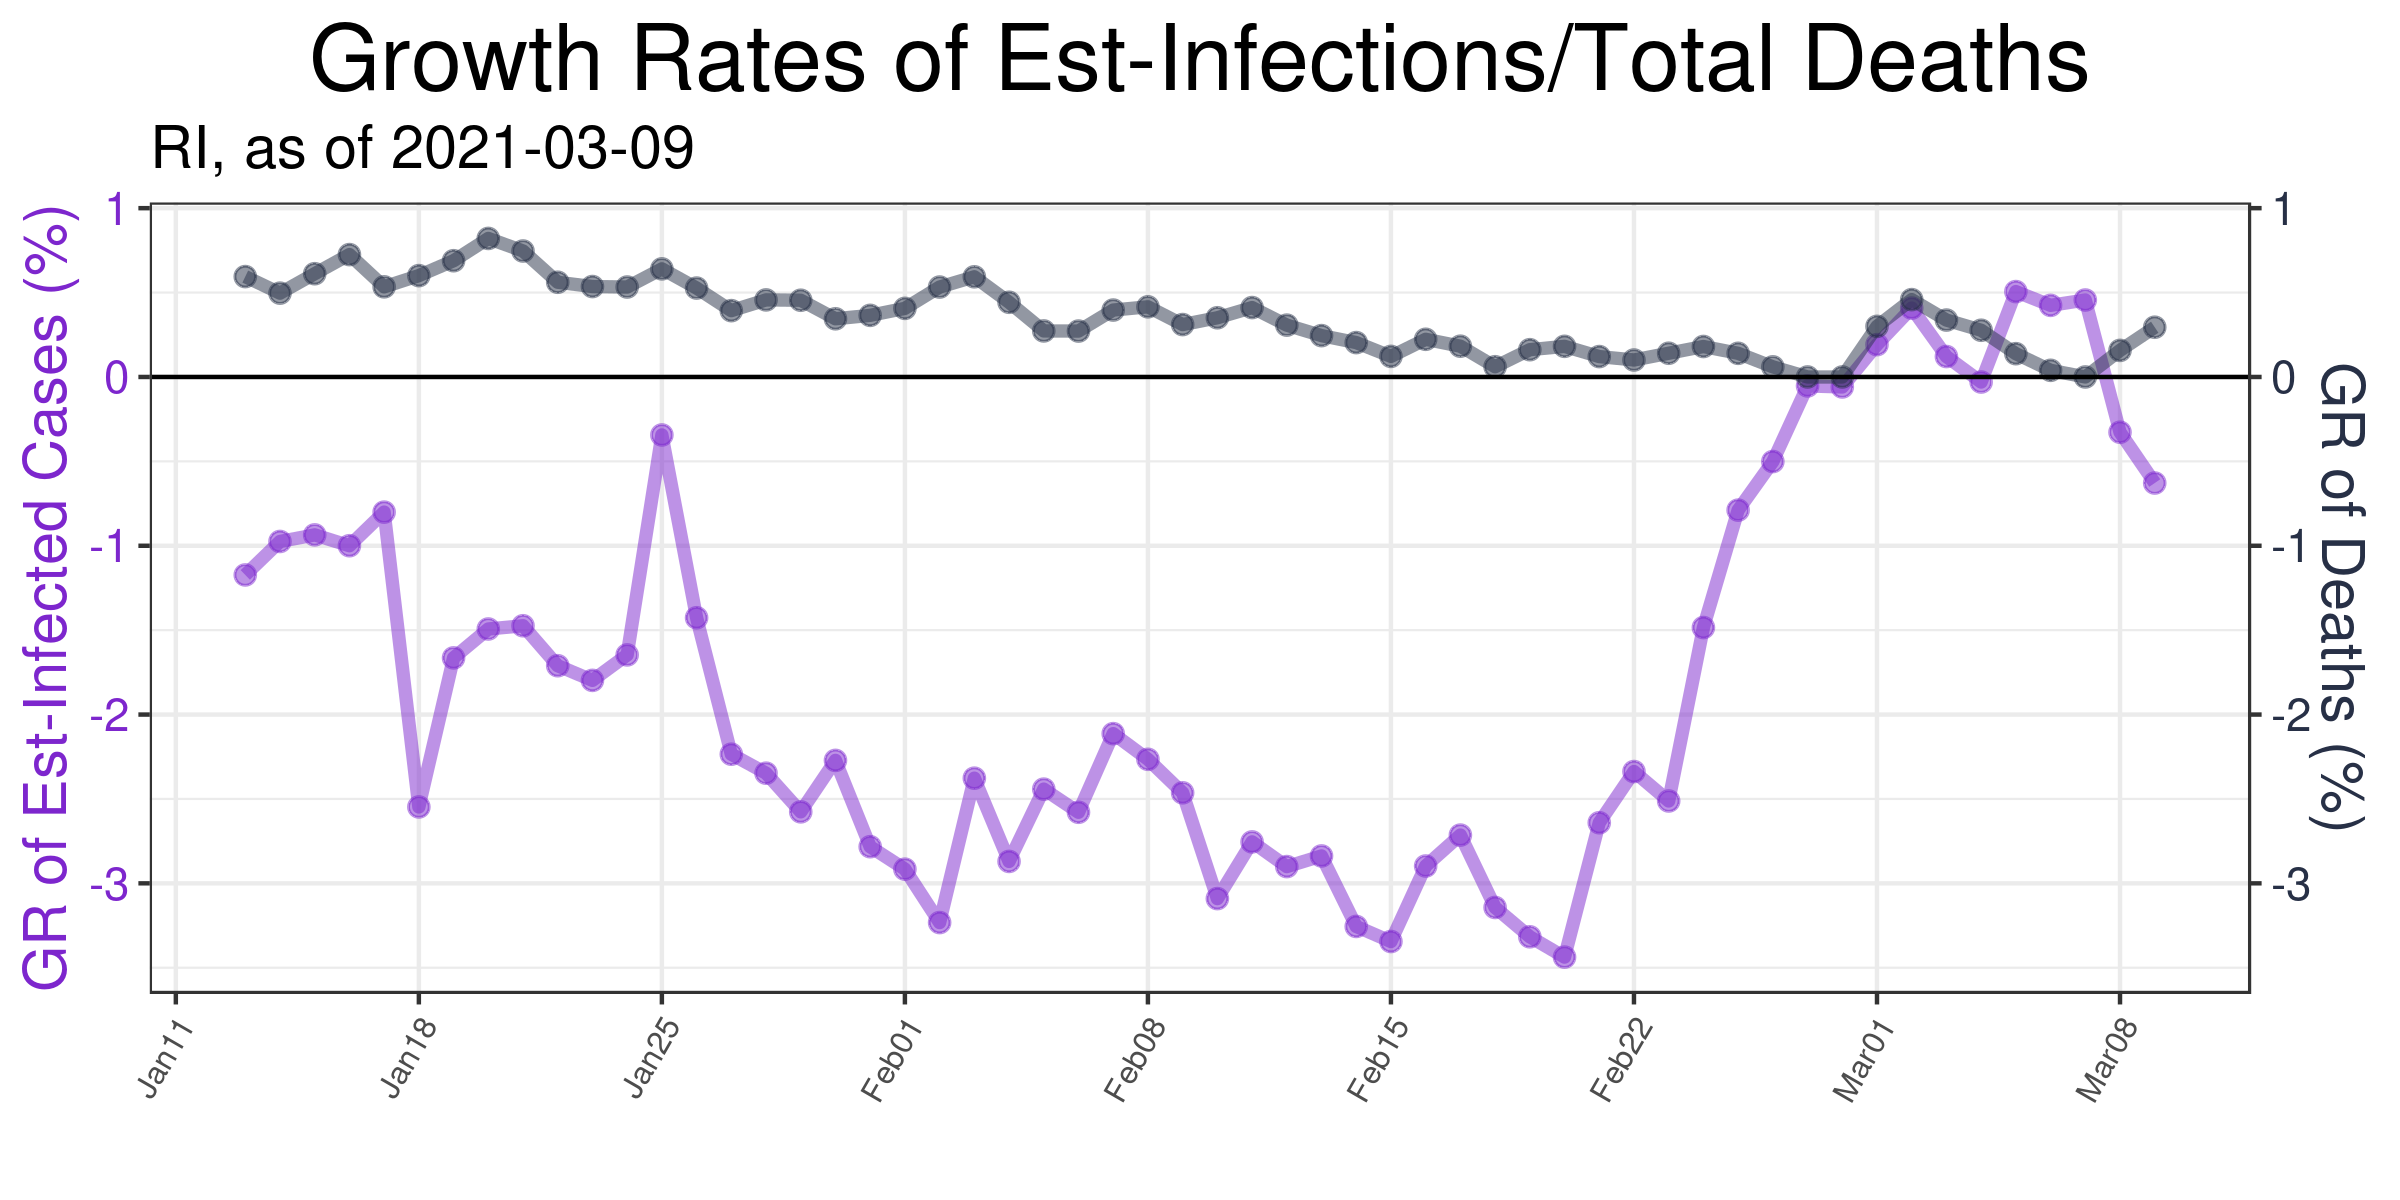 Growth Rates of Est-Infections/Total Deaths
RI, as of 2021-03-09
GR of Est-Infected Cases (%)
1
0
-1
-2
-3
1
0
-1
-2
-3
GR of Deaths (%)
Jan11
Jan18
Jan25
Feb01
Feb08
Feb15
Feb22
Mar01
Mar08